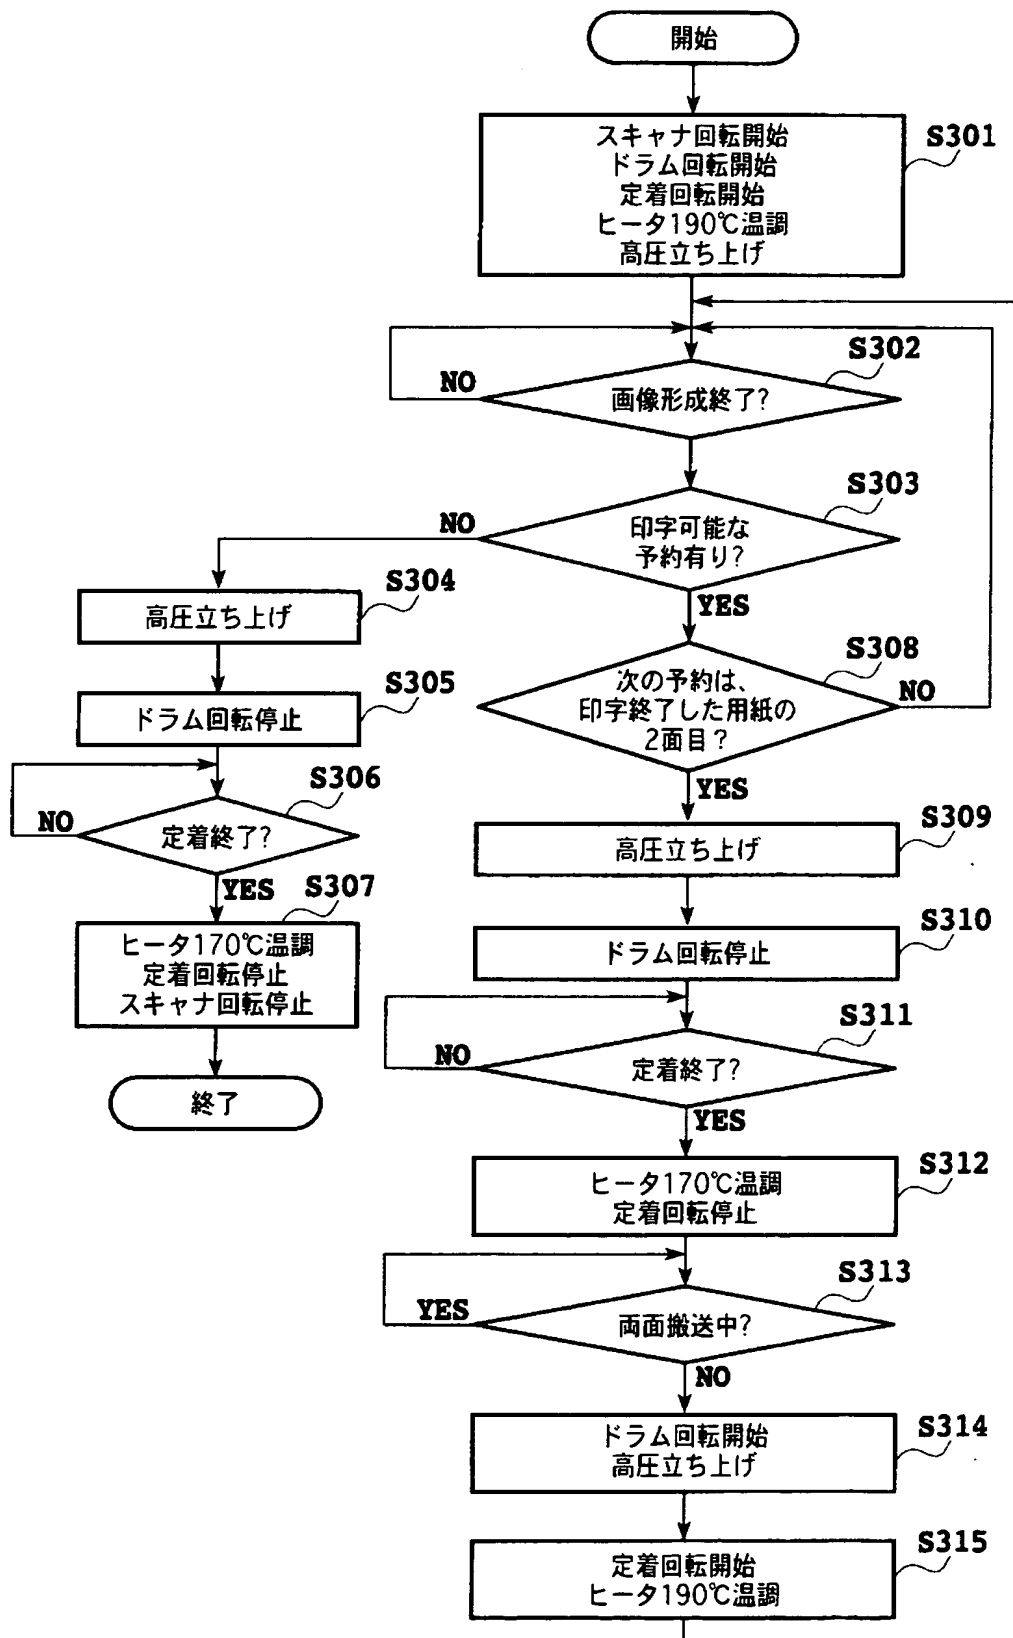 開始
S301
スキャナ回転開始
ドラム回転開始
定着回転開始
ヒータ190℃温調
高圧立ち上げ
S302
NO
画像形成終了?
S303
NO
印字可能な
予約有り?
YES
S304
高圧立ち上げ
S305
ドラム回転停止
S306
NO
定着終了?
YES
S307
ヒータ170℃温調
定着回転停止
スキャナ回転停止
終了
S308
NO
次の予約は、
印字終了した用紙の
2面目?
YES
S309
高圧立ち上げ
S310
ドラム回転停止
S311
NO
定着終了?
YES
S312
ヒータ170℃温調
定着回転停止
S313
YES
両面搬送中?
NO
S314
ドラム回転開始
高圧立ち上げ
S315
定着回転開始
ヒータ190℃温調